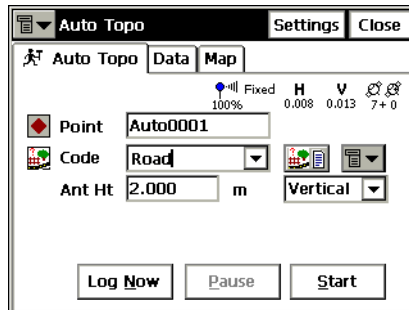 Auto Topo Settings Close
Auto Topo Data Map
Fixed H V
100% 0.008 0.013 7+0
Point Auto0001
Code Road
Ant Ht 2.000 m Vertical
Log Now Pause Start